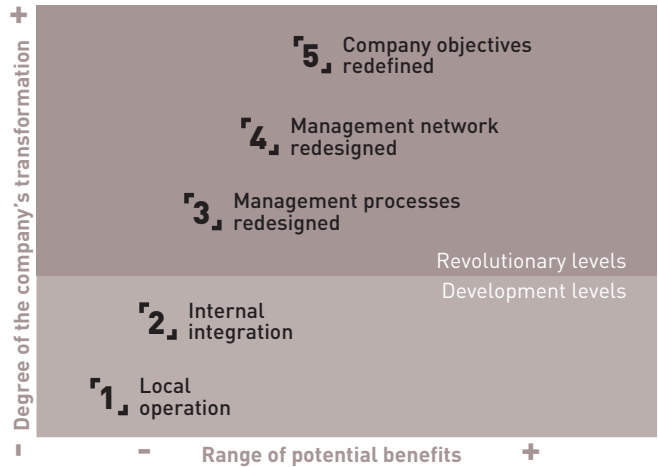 +
Degree of the company's transformation
-
5 Company objectives
redefined
4 Management network
redesigned
3 Management processes
redesigned
Revolutionary levels
Development levels
2 Internal
integration
1 Local
operation
- Range of potential benefits +